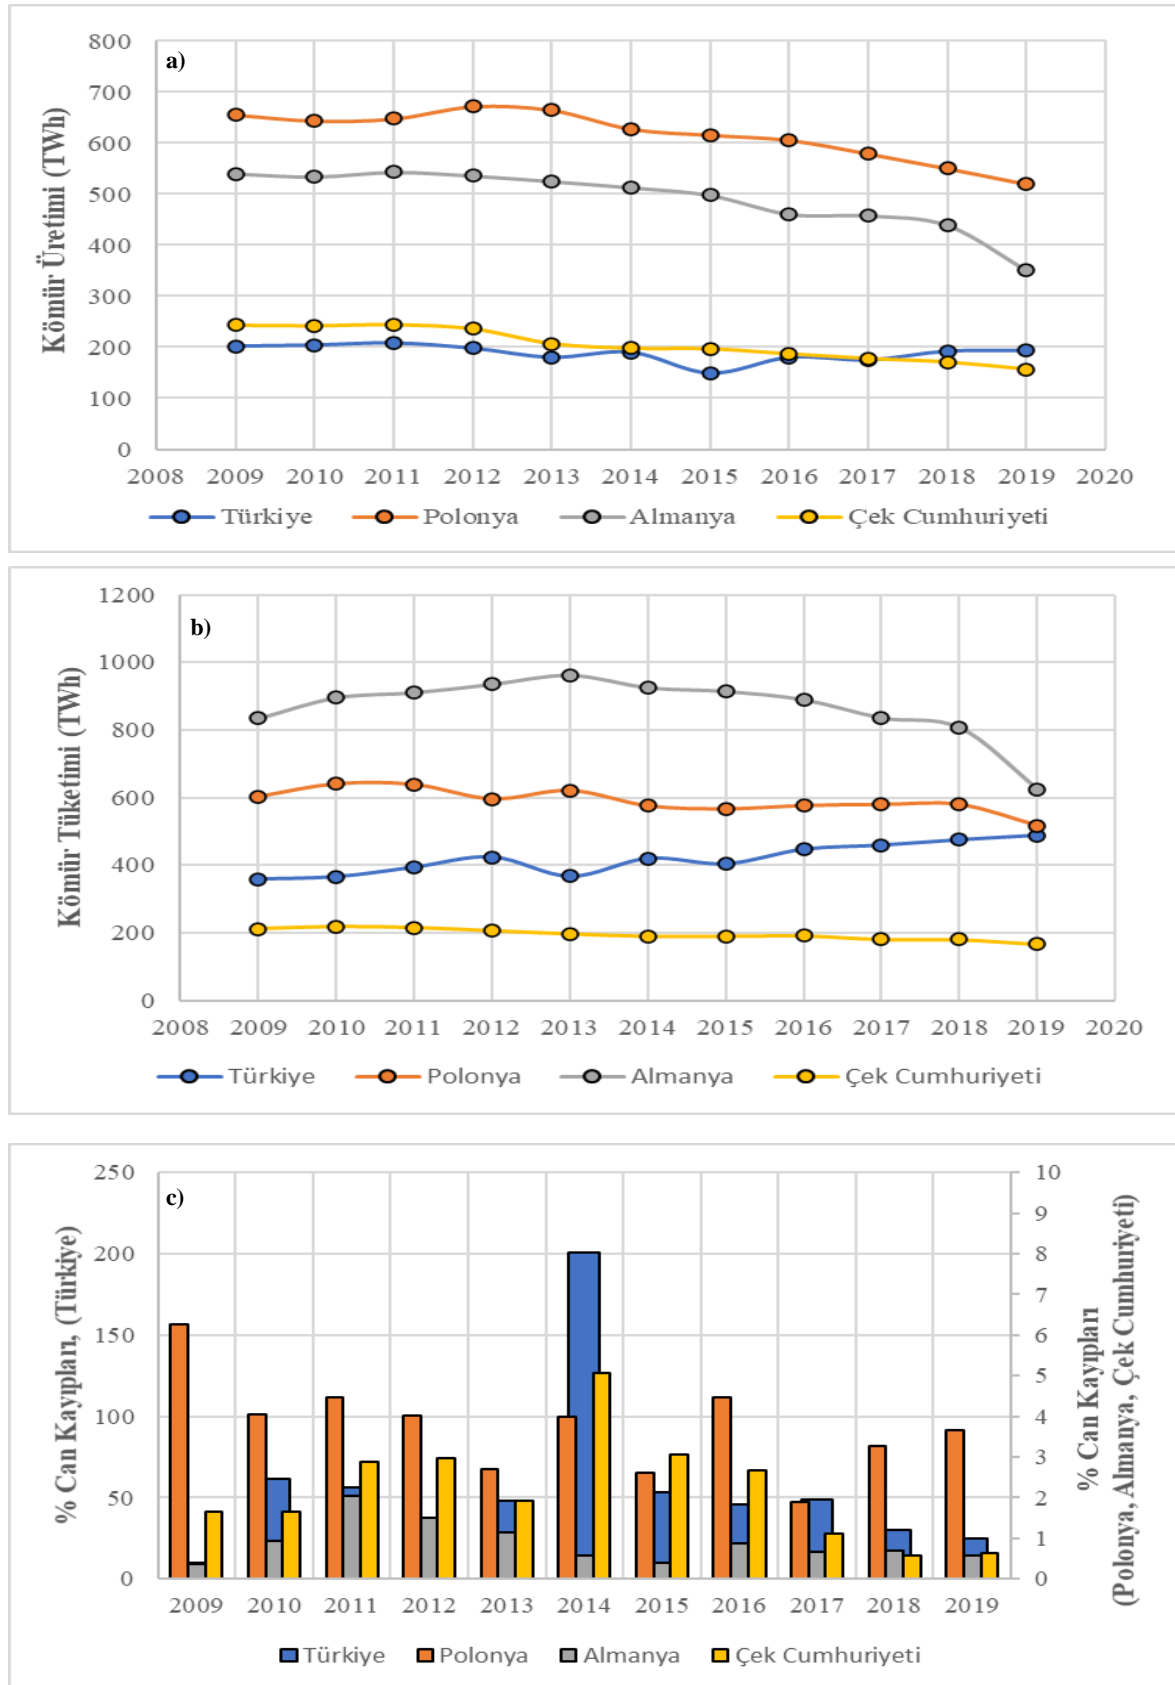 a)
Kömür Üretimi (TWh)
800
700
600
500
400
300
200
100
0
2008 2009 2010 2011 2012 2013 2014 2015 2016 2017 2018 2019 2020
Türkiye Polonya Almanya Çek Cumhuriyeti
b)
Kömür Tüketimi (TWh)
1200
1000
800
600
400
200
0
2008 2009 2010 2011 2012 2013 2014 2015 2016 2017 2018 2019 2020
Türkiye Polonya Almanya Çek Cumhuriyeti
c)
% Can Kayıpları, (Türkiye)
250
200
150
100
50
0
10
9
8
7
6
5
4
3
2
1
0
% Can Kayıpları
(Polonya, Almanya, Çek Cumhuriyeti)
2009 2010 2011 2012 2013 2014 2015 2016 2017 2018 2019
Türkiye Polonya Almanya Çek Cumhuriyeti